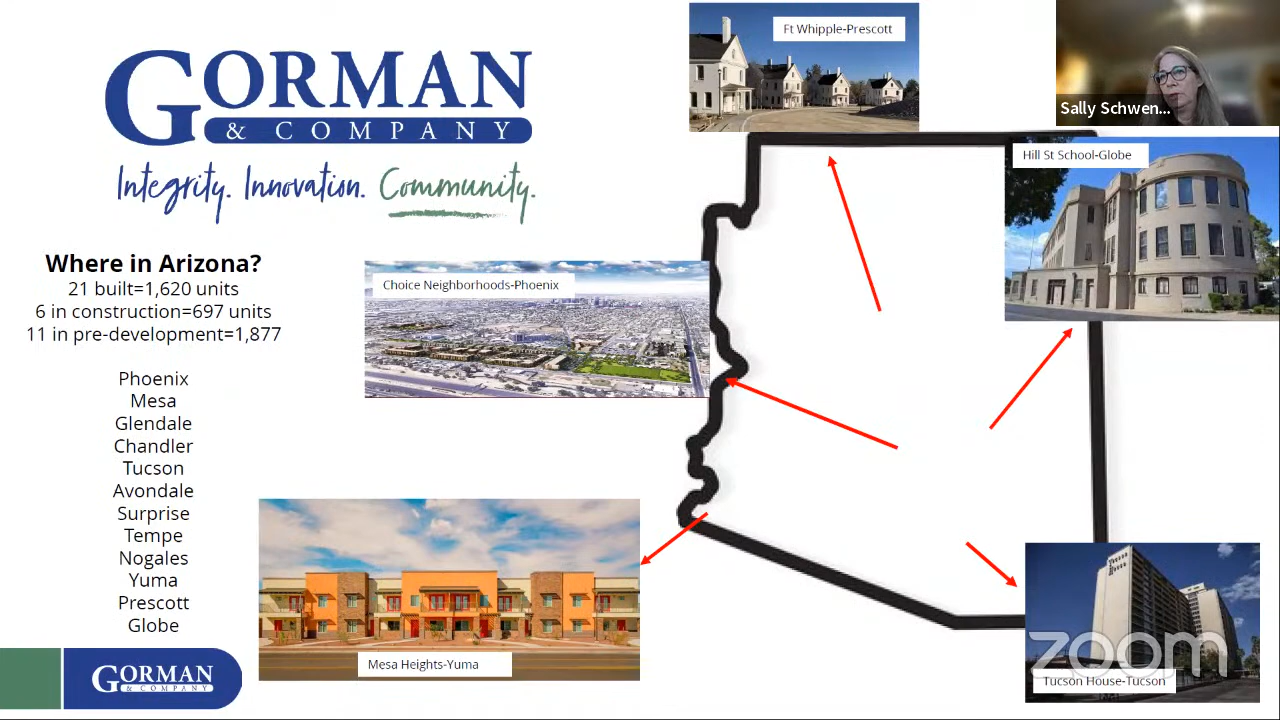 GORMAN
& COMPANY
Integrity. Innovation. Community.
Where in Arizona?
21 built=1,620 units
6 in construction=697 units
11 in pre-development=1,877
Phoenix
Mesa
Glendale
Chandler
Tucson
Avondale
Surprise
Tempe
Nogales
Yuma
Prescott
Globe
GORMAN
& COMPANY
Ft Whipple-Prescott
Sally Schwen...
Hill St School-Globe
Choice Neighborhoods-Phoenix
Mesa Heights-Yuma
Tucson House
zoom
Tucson House-Tucson